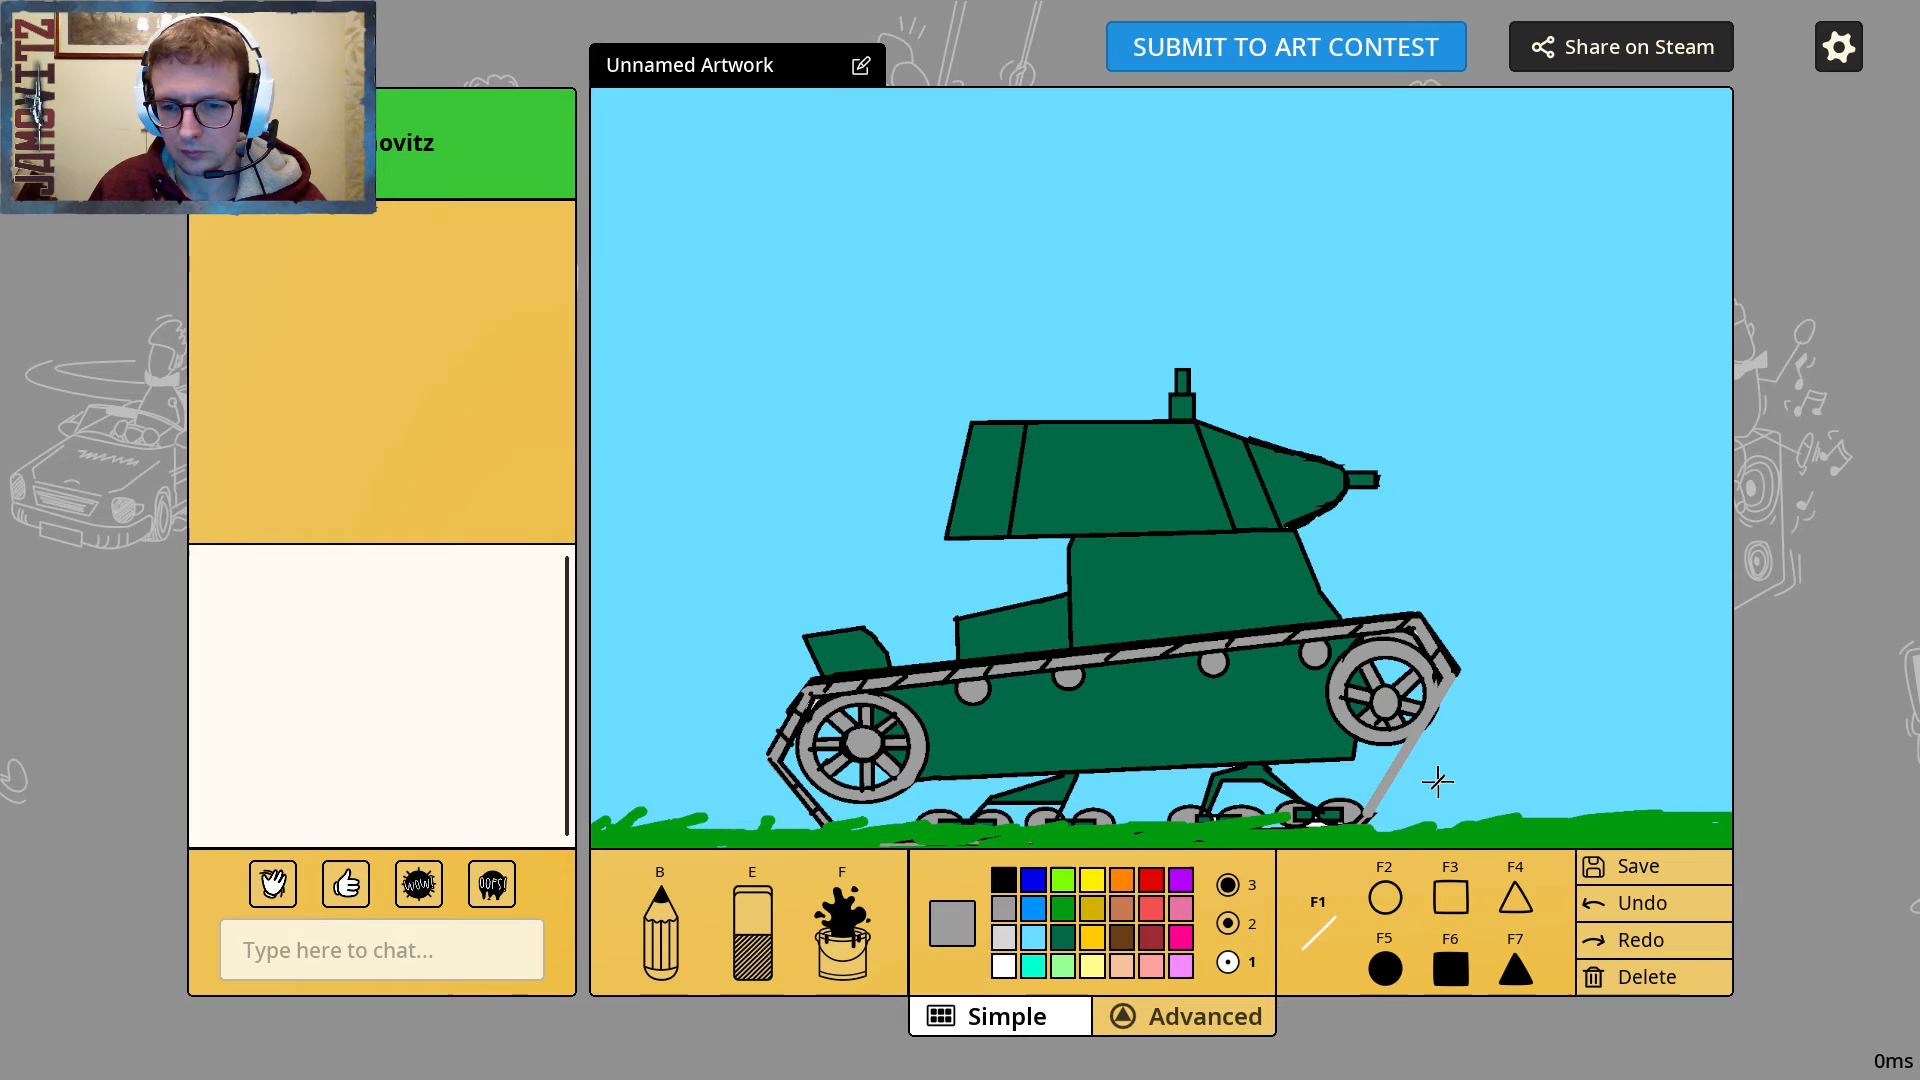 JAMOVITZ
Unnamed Artwork
SUBMIT TO ART CONTEST
Share on Steam
ovitz
WOW!
OOPS!
Type here to chat...
B
E
F
3
2
1
F1
F2
F3
F4
F5
F6
F7
Save
Undo
Redo
Delete
Simple
Advanced
0ms